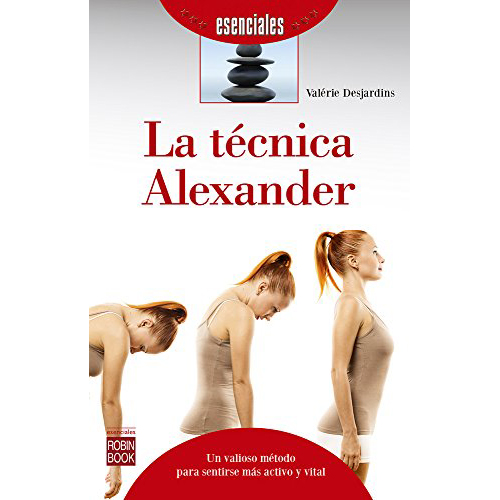 esenciales
Valérie Desjardins
La técnica
Alexander
esenciales
ROBIN
BOOK
Un valioso método
para sentirse más activo y vital